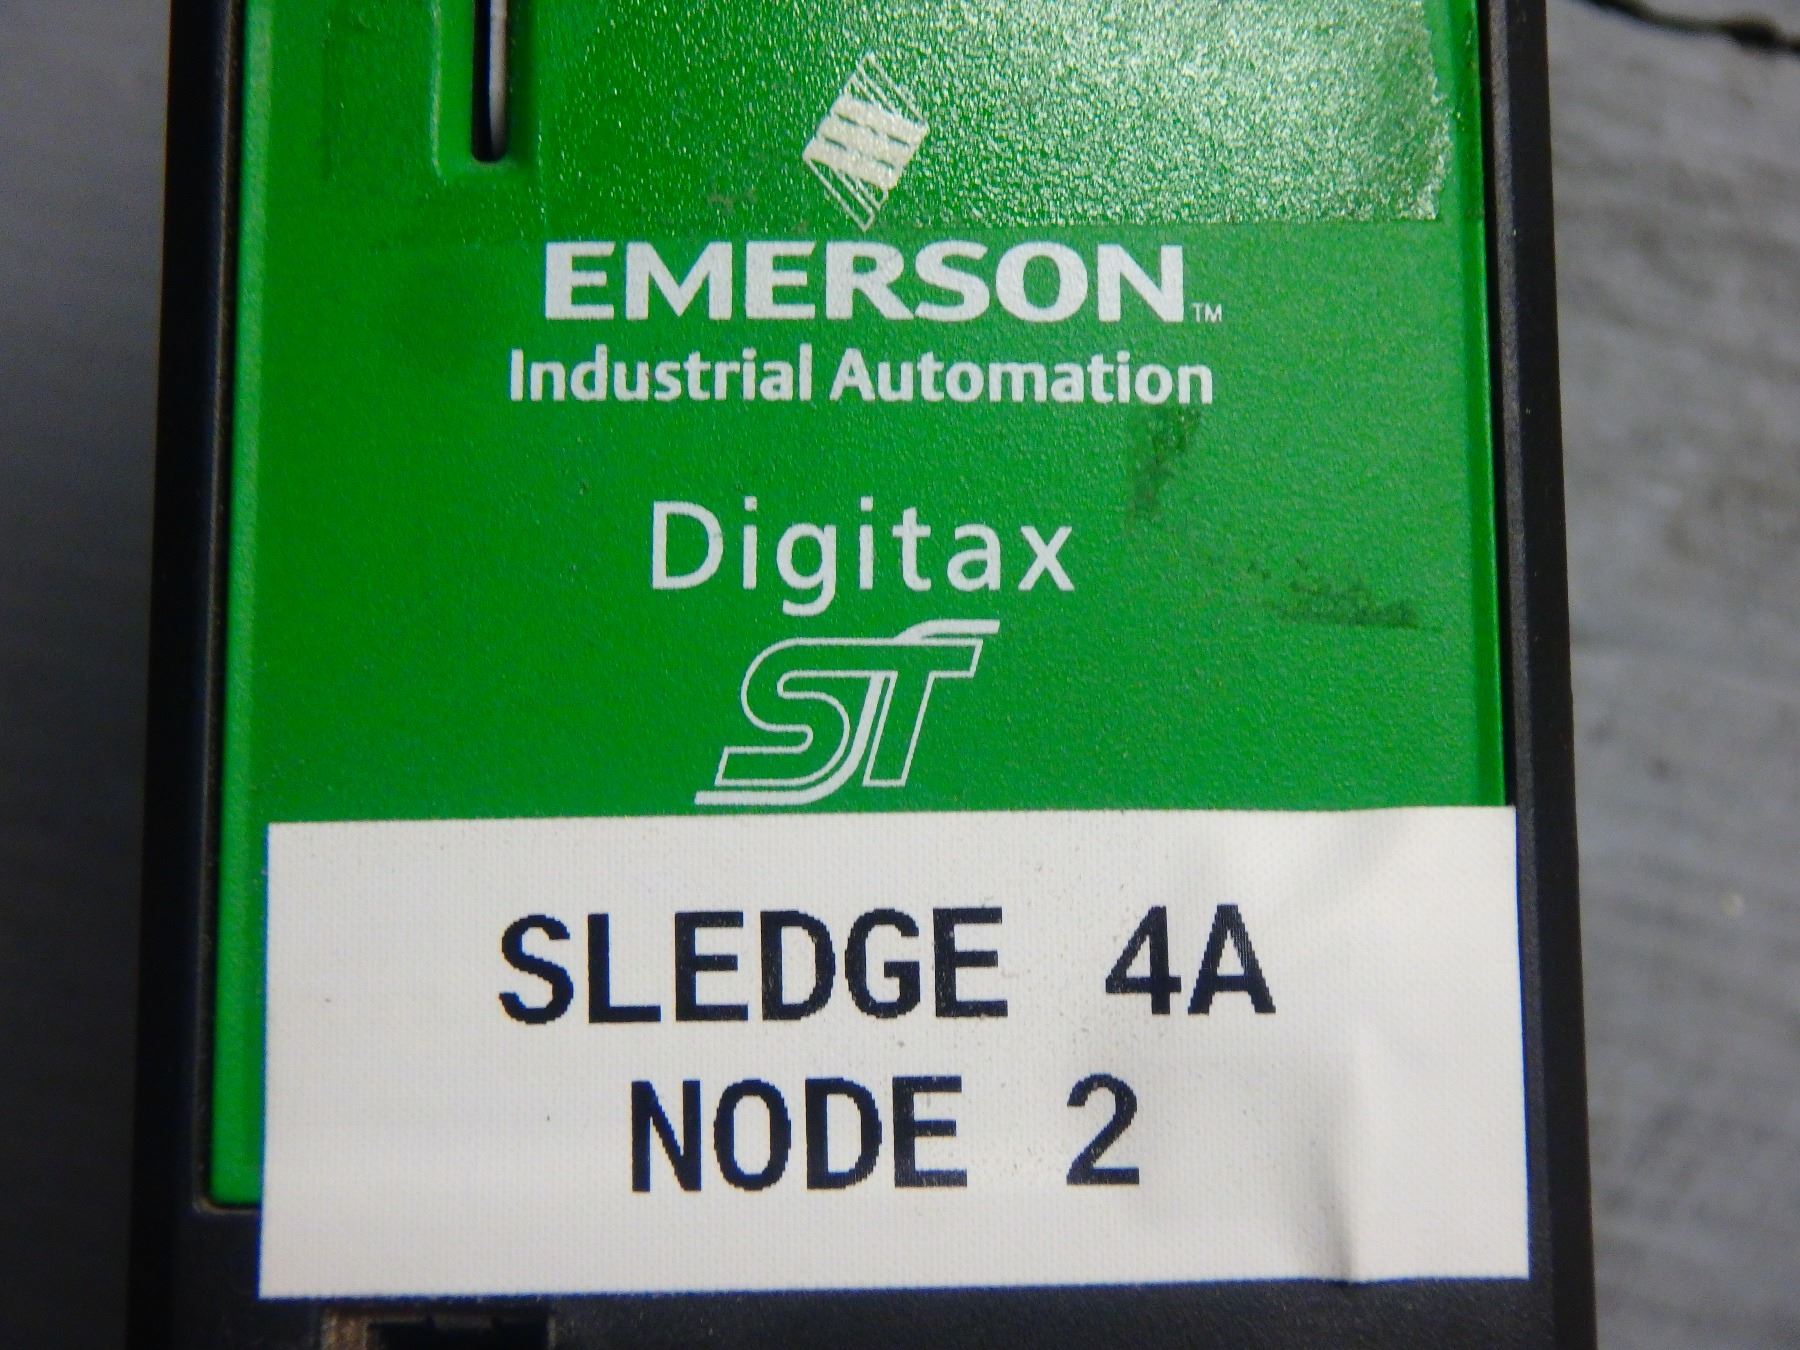 EMERSON™
Industrial Automation
Digitax
ST
SLEDGE 4A
NODE 2